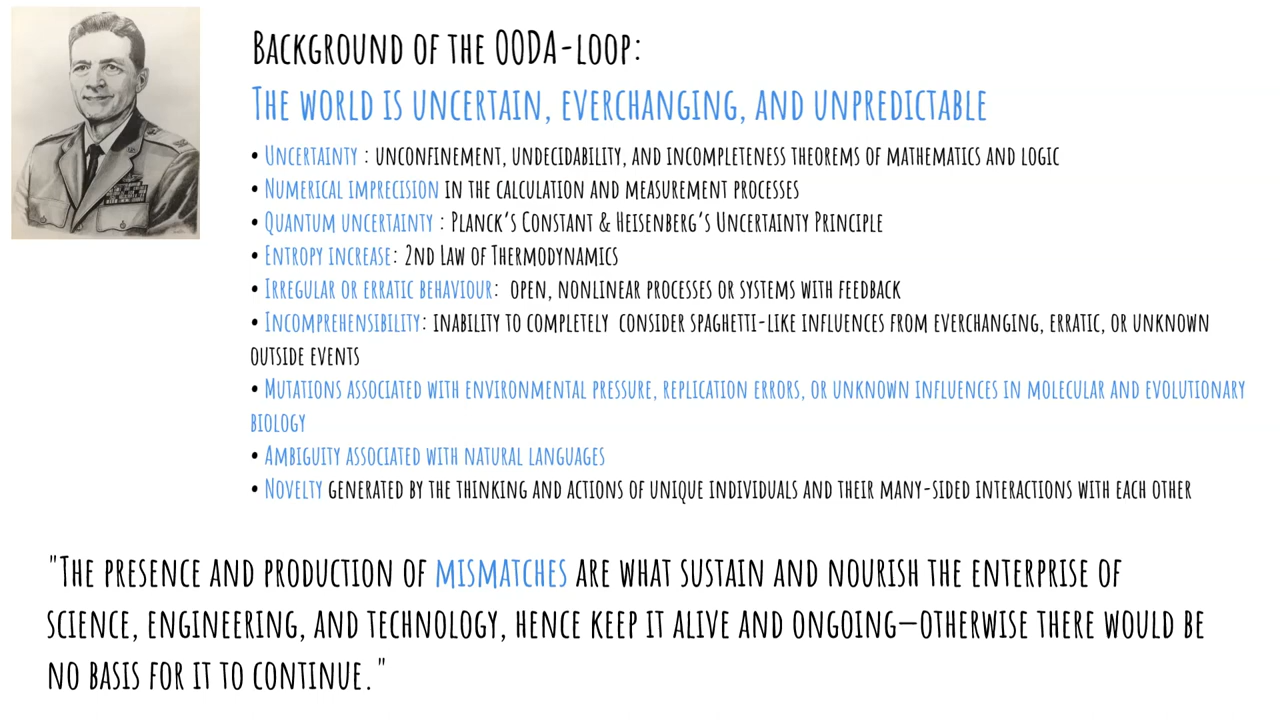 Background of the OODA-loop:
The world is uncertain, everchanging, and unpredictable
• Uncertainty : unconfinement, undecidability, and incompleteness theorems of mathematics and logic
• Numerical imprecision in the calculation and measurement processes
• Quantum uncertainty : Planck's Constant & Heisenberg's Uncertainty Principle
• Entropy increase: 2nd Law of Thermodynamics
• Irregular or erratic behaviour: open, nonlinear processes or systems with feedback
• Incomprehensibility: inability to completely consider spaghetti-like influences from everchanging, erratic, or unknown
outside events
• Mutations associated with environmental pressure, replication errors, or unknown influences in molecular and evolutionary
biology
• Ambiguity associated with natural languages
• Novelty generated by the thinking and actions of unique individuals and their many-sided interactions with each other
"The presence and production of mismatches are what sustain and nourish the enterprise of
science, engineering, and technology, hence keep it alive and ongoing—otherwise there would be
no basis for it to continue."